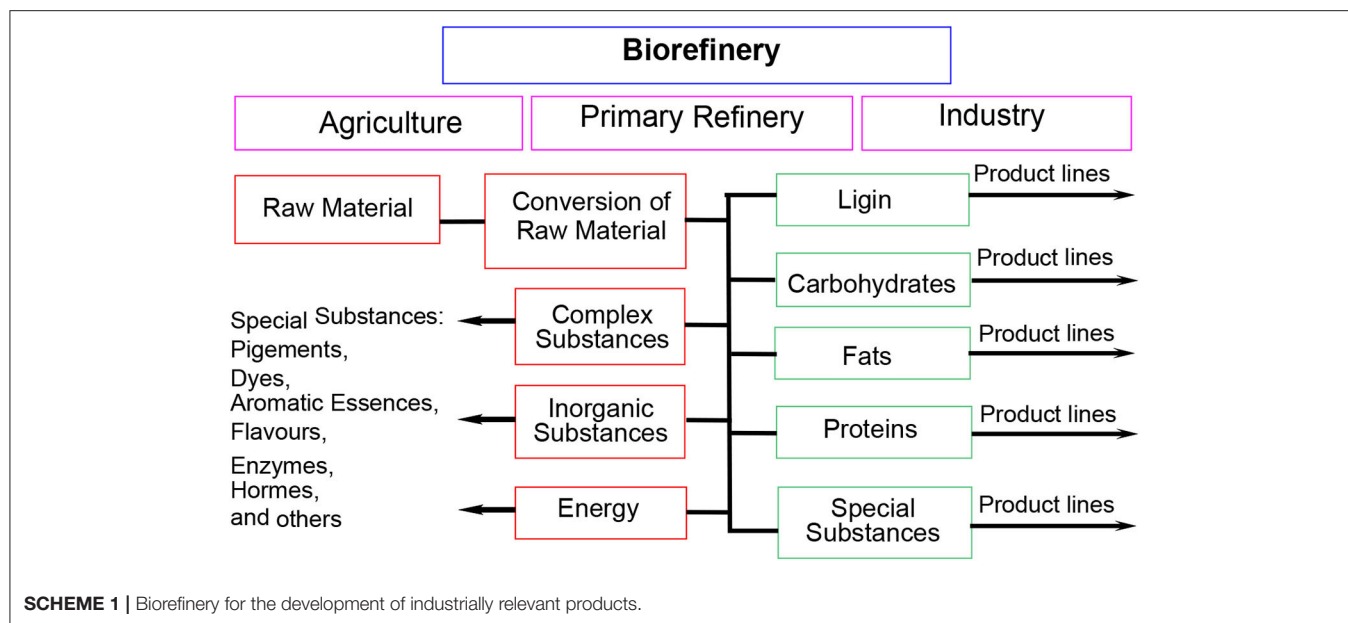 Biorefinery
Agriculture
Primary Refinery
Industry
Raw Material
Conversion of
Raw Material
Ligin
Product lines
Carbohydrates
Product lines
Special Substances:
Pigements,
Dyes,
Aromatic Essences,
Flavours,
Enzymes,
Hormes,
and others
Complex
Substances
Fats
Product lines
Inorganic
Substances
Proteins
Product lines
Energy
Special
Substances
Product lines
SCHEME 1 | Biorefinery for the development of industrially relevant products.